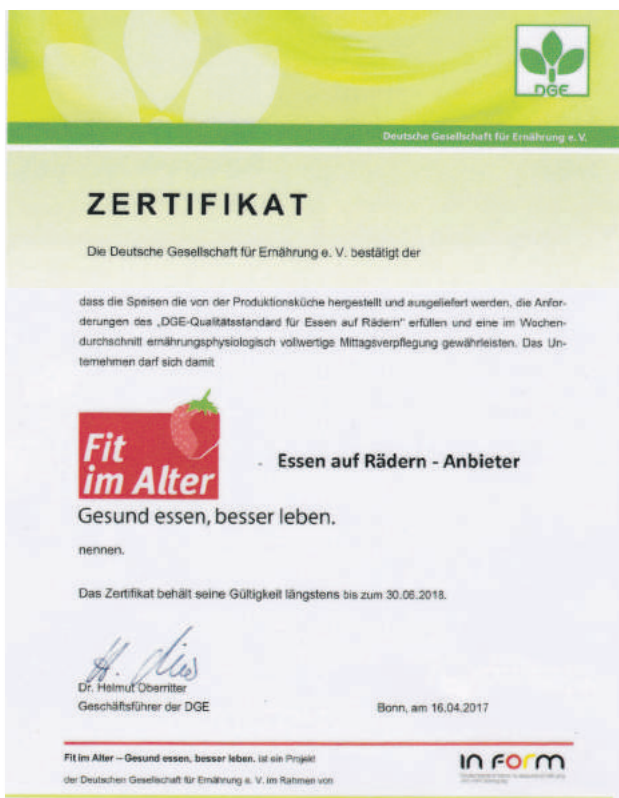 DGE
Deutsche Gesellschaft für Ernährung e. V.
ZERTIFIKAT
Die Deutsche Gesellschaft für Ernährung e. V. bestätigt der
dass die Speisen die von der Produktionsküche hergestellt und ausgeliefert werden, die Anfor-
derungen des „DGE-Qualitätsstandard für Essen auf Rädern" erfüllen und eine im Wochen-
durchschnitt ernährungsphysiologisch vollwertige Mittagsverpflegung gewährleisten. Das Un-
ternehmen darf sich damit
Fit
im Alter
Essen auf Rädern - Anbieter
Gesund essen, besser leben.
nennen.
Das Zertifikat behält seine Gültigkeit längstens bis zum 30.06.2018.
Dr. Helmut Oberritter
Geschäftsführer der DGE
Bonn, am 16.04.2017
Fit im Alter – Gesund essen, besser leben. ist ein Projekt
der Deutschen Gesellschaft für Ernährung e. V. im Rahmen von
IN FORM